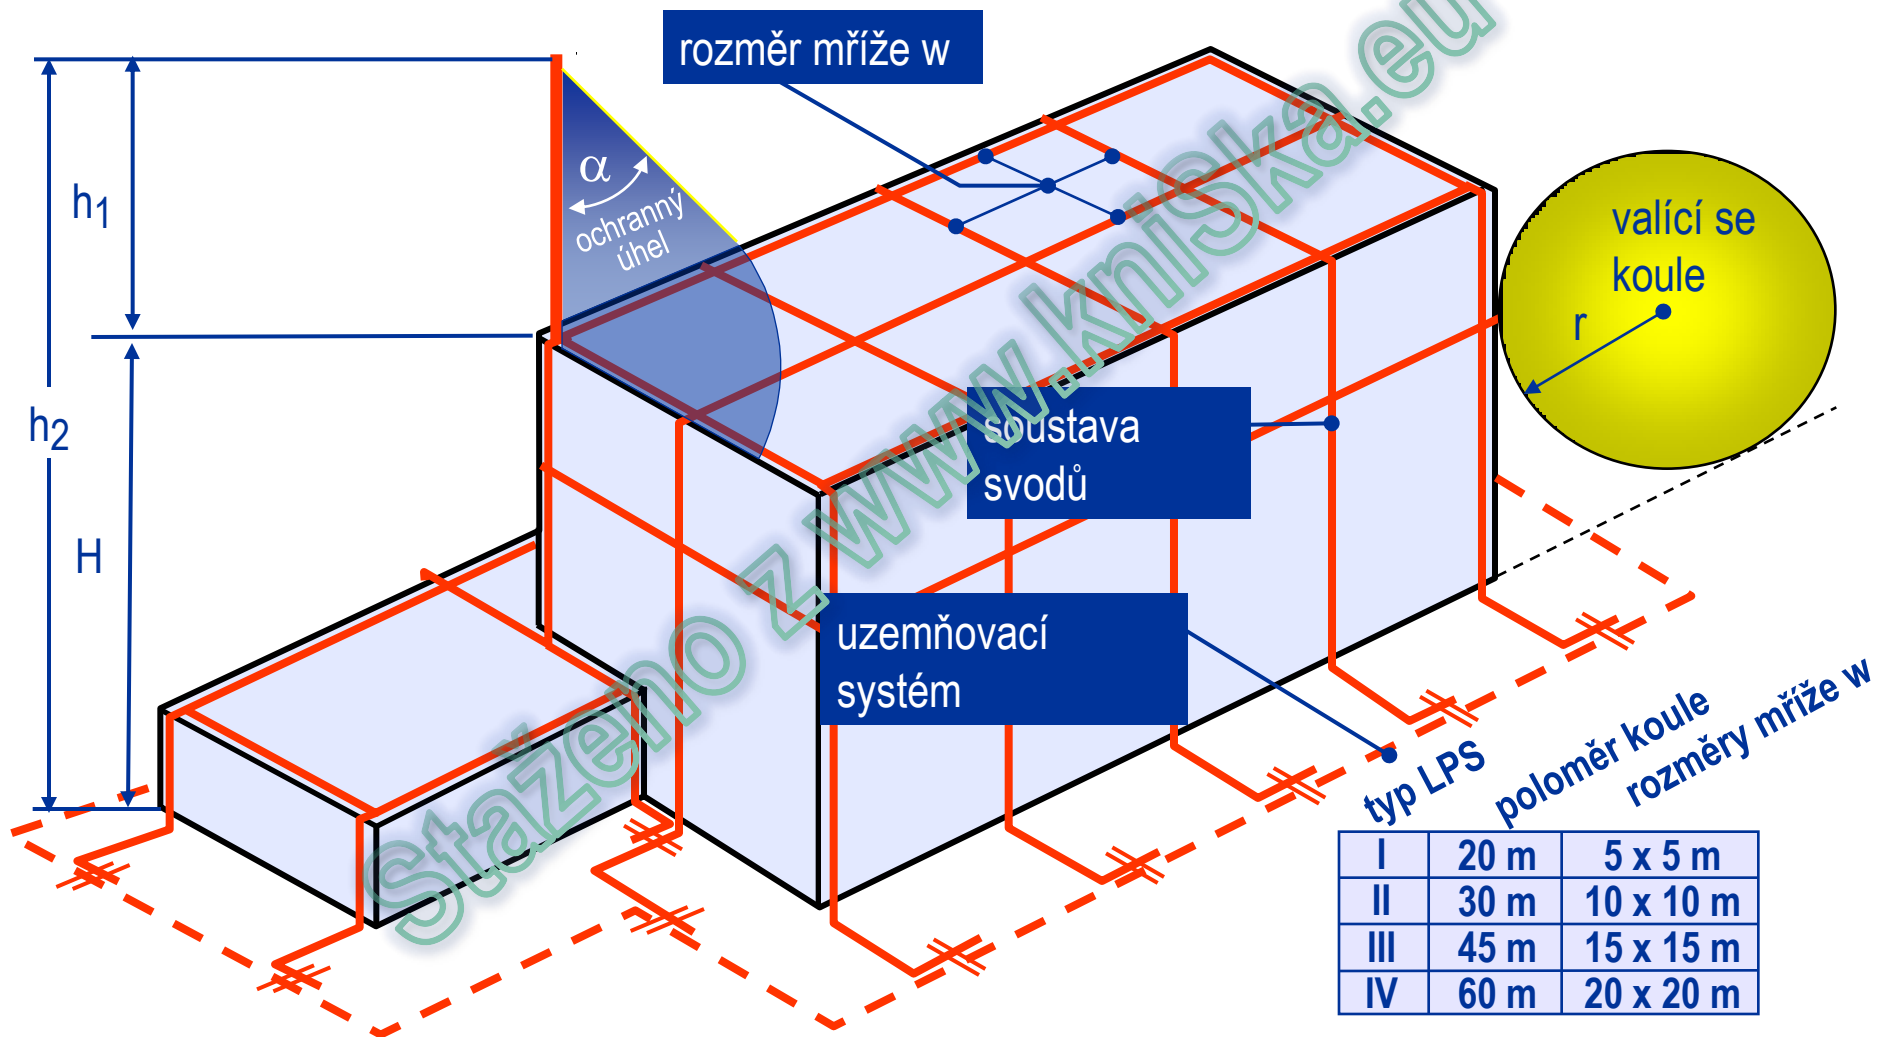 rozměr mříže w
h1
α
ochranný
úhel
valící se
koule
r
h2
soustava
svodů
H
uzemňovací
systém
typ LPS
poloměr koule
rozměry mříže w
I 20 m 5 x 5 m
II 30 m 10 x 10 m
III 45 m 15 x 15 m
IV 60 m 20 x 20 m
Staženo z www.kniska.eu